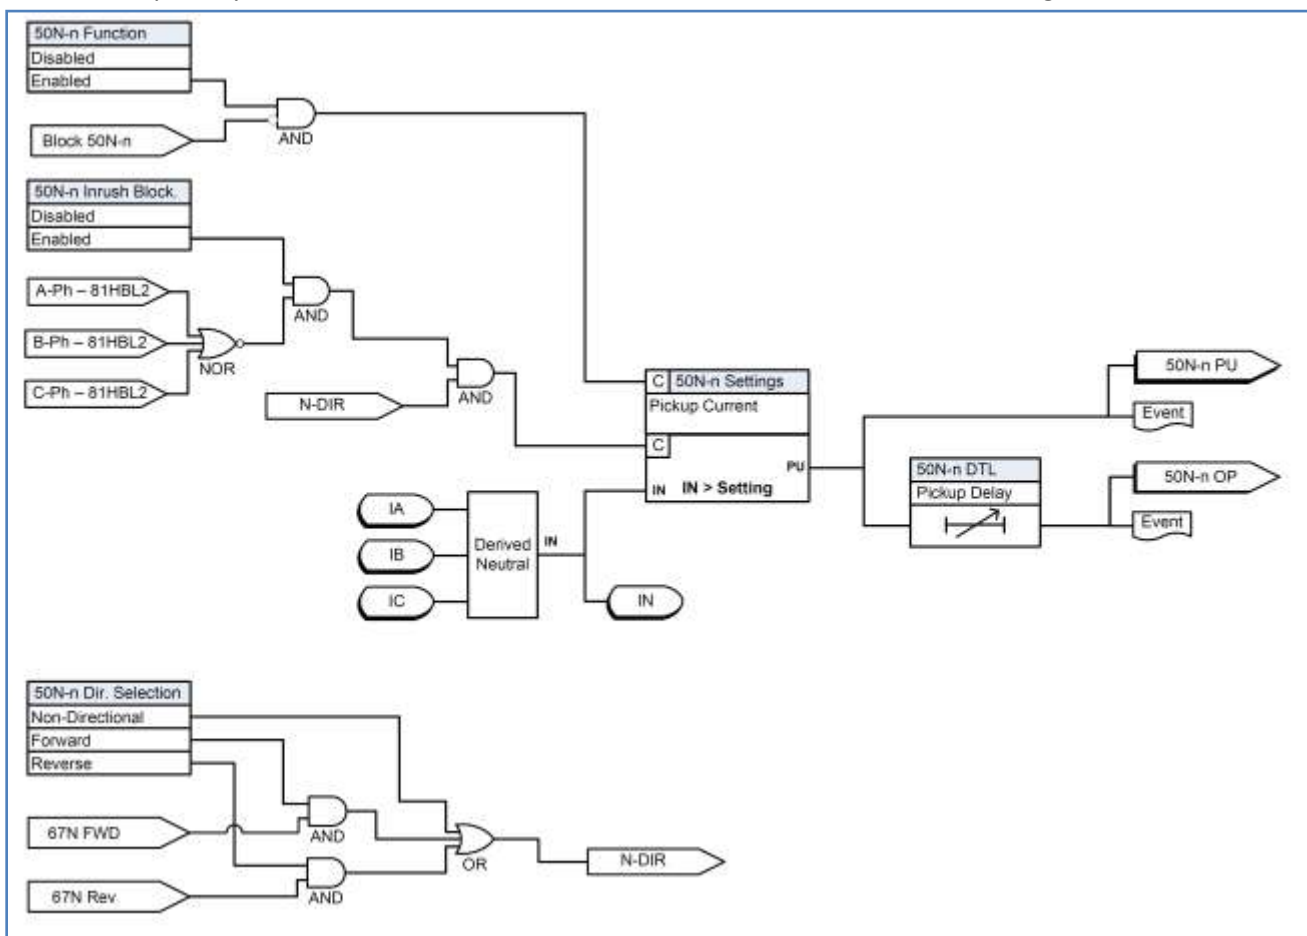 50N-n Function
Disabled
Enabled
Block 50N-n
AND
50N-n Inrush Block.
Disabled
Enabled
A-Ph – 81HBL2
B-Ph – 81HBL2
C-Ph – 81HBL2
NOR
AND
N-DIR
AND
C 50N-n Settings
Pickup Current
C
PU
IN IN > Setting
IA
IB
IC
Derived
Neutral
IN
IN
50N-n PU
Event
50N-n DTL
Pickup Delay
50N-n OP
Event
50N-n Dir. Selection
Non-Directional
Forward
Reverse
67N FWD
AND
67N Rev
AND
OR
N-DIR